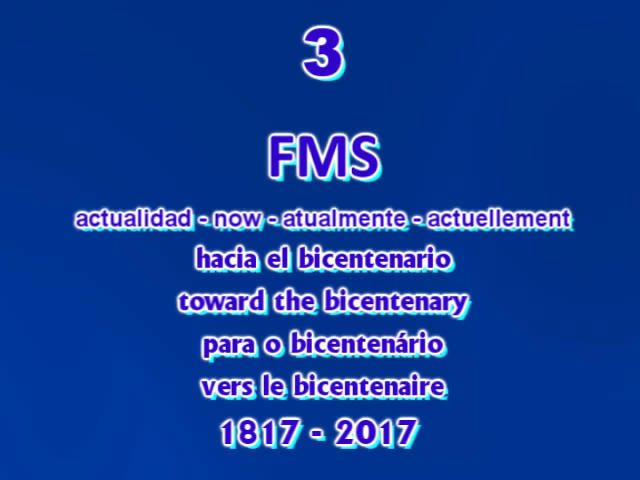 3
FMS
actualidad - now - atualmente - actuellement
hacia el bicentenario
toward the bicentenary
para o bicentenário
vers le bicentenaire
1817 - 2017